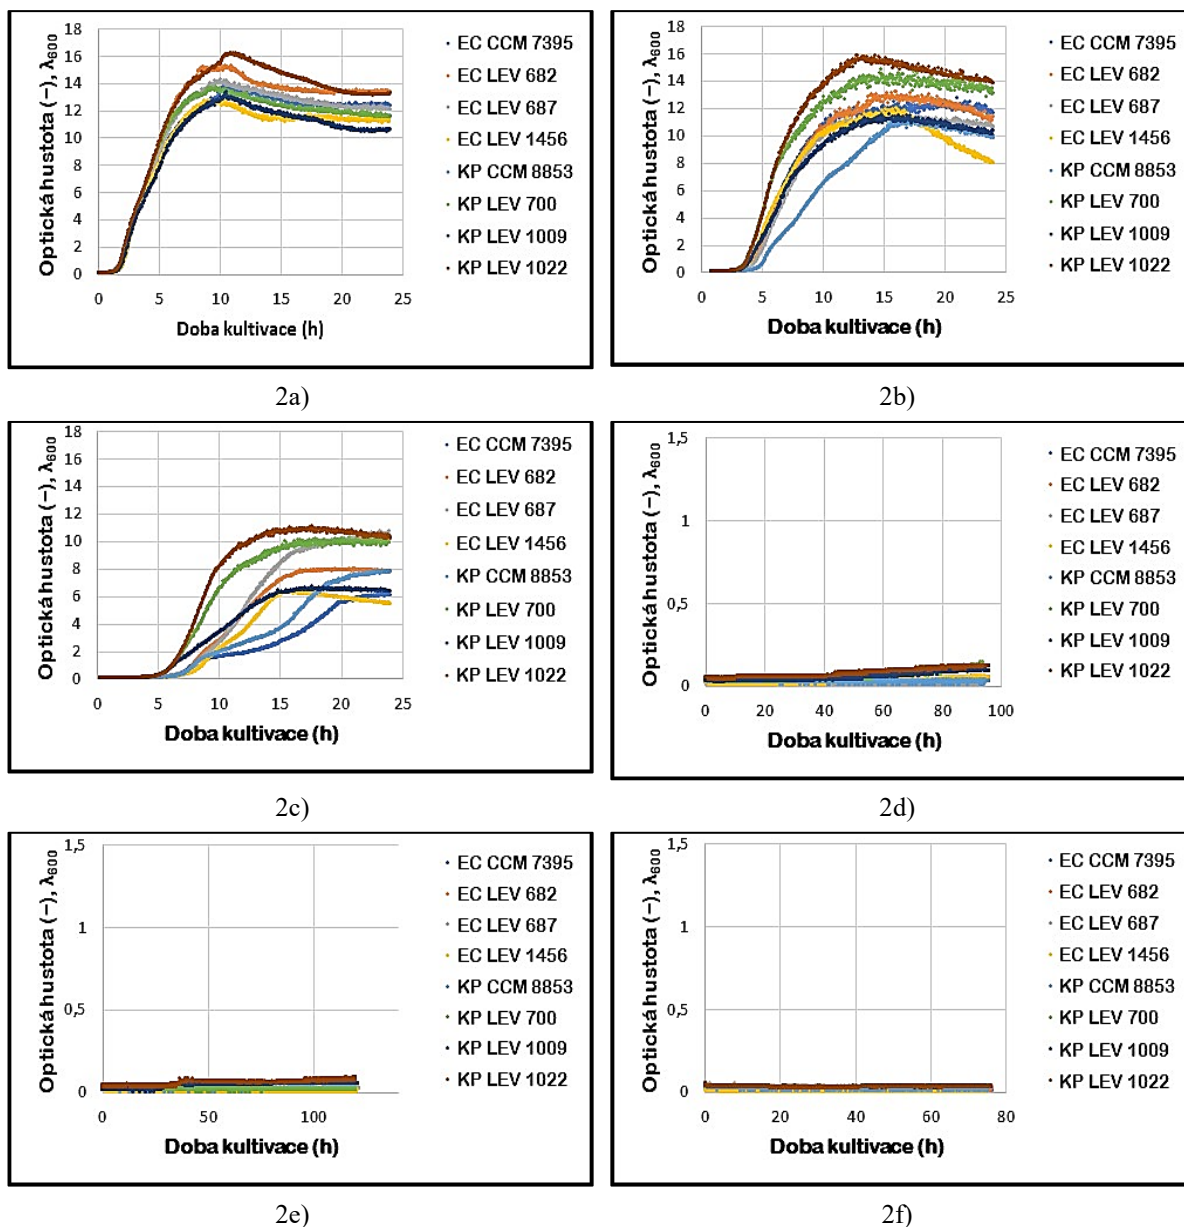 18
16
14
12
10
8
6
4
2
0
Optická hustota (−), λ600
0 5 10 15 20 25
Doba kultivace (h)
EC CCM 7395
EC LEV 682
EC LEV 687
EC LEV 1456
KP CCM 8853
KP LEV 700
KP LEV 1009
KP LEV 1022
2a)
18
16
14
12
10
8
6
4
2
0
Optická hustota (−), λ600
0 5 10 15 20 25
Doba kultivace (h)
EC CCM 7395
EC LEV 682
EC LEV 687
EC LEV 1456
KP CCM 8853
KP LEV 700
KP LEV 1009
KP LEV 1022
2b)
18
16
14
12
10
8
6
4
2
0
Optická hustota (−), λ600
0 5 10 15 20 25
Doba kultivace (h)
EC CCM 7395
EC LEV 682
EC LEV 687
EC LEV 1456
KP CCM 8853
KP LEV 700
KP LEV 1009
KP LEV 1022
2c)
1,5
1
0,5
0
Optická hustota (−), λ600
0 20 40 60 80 100
Doba kultivace (h)
EC CCM 7395
EC LEV 682
EC LEV 687
EC LEV 1456
KP CCM 8853
KP LEV 700
KP LEV 1009
KP LEV 1022
2d)
1,5
1
0,5
0
Optická hustota (−), λ600
0 50 100
Doba kultivace (h)
EC CCM 7395
EC LEV 682
EC LEV 687
EC LEV 1456
KP CCM 8853
KP LEV 700
KP LEV 1009
KP LEV 1022
2e)
1,5
1
0,5
0
Optická hustota (−), λ600
0 20 40 60 80
Doba kultivace (h)
EC CCM 7395
EC LEV 682
EC LEV 687
EC LEV 1456
KP CCM 8853
KP LEV 700
KP LEV 1009
KP LEV 1022
2f)